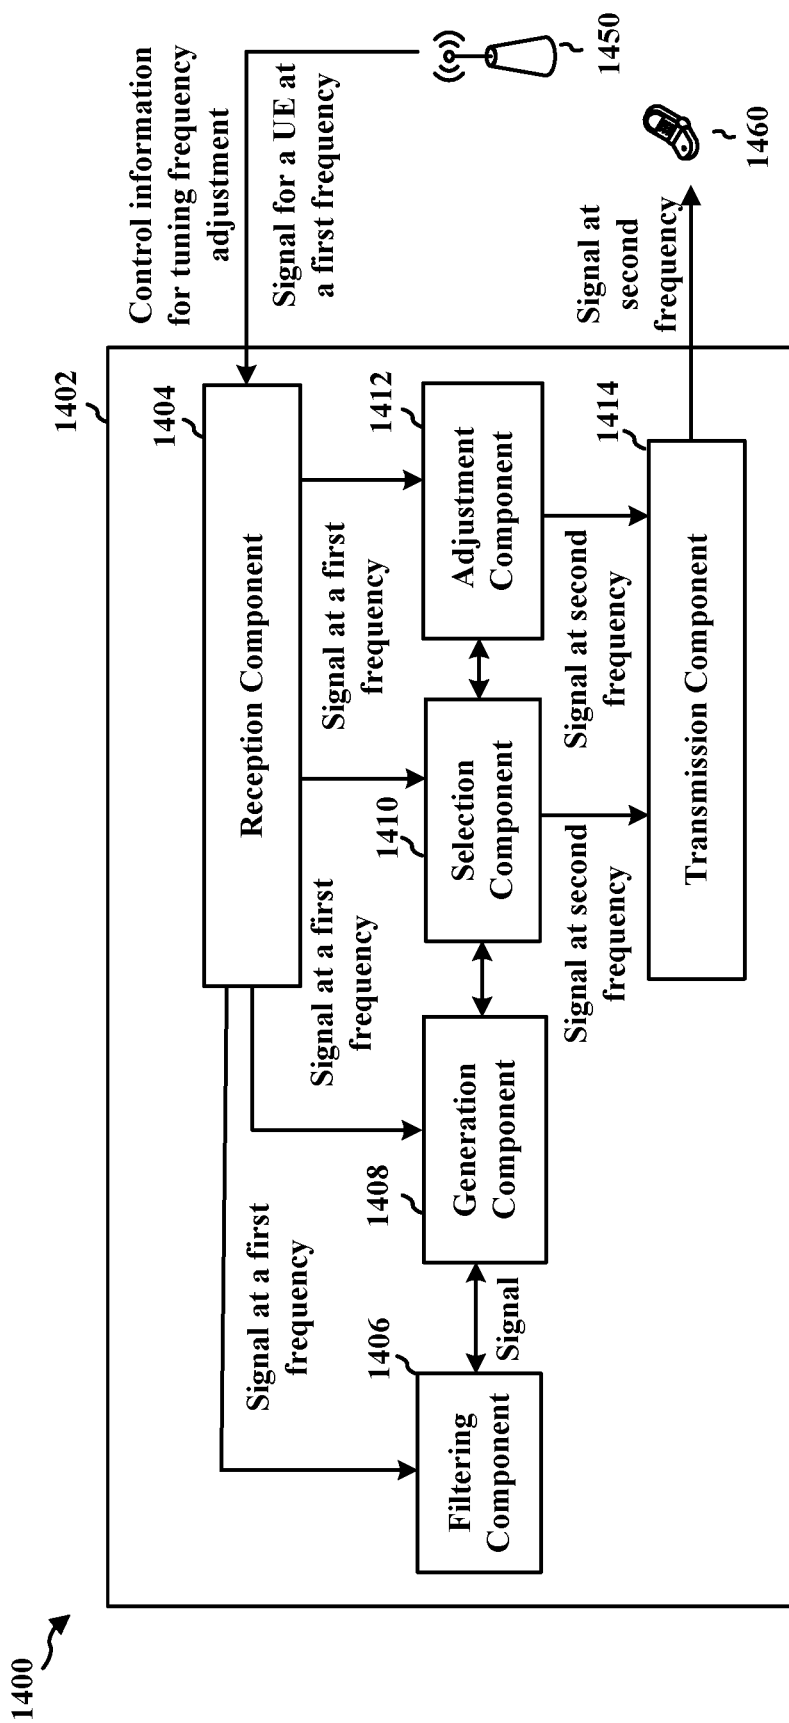 1400
1402
1404
Reception Component
Control information
for tuning frequency
adjustment
Signal for a UE at
a first frequency
1450
1460
Signal at a first
frequency
Signal at a first
frequency
Signal at a first
frequency
1406
Filtering
Component
Signal
1408
Generation
Component
1410
Selection
Component
1412
Adjustment
Component
Signal at second
frequency
Signal at second
frequency
1414
Transmission Component
Signal at
second
frequency